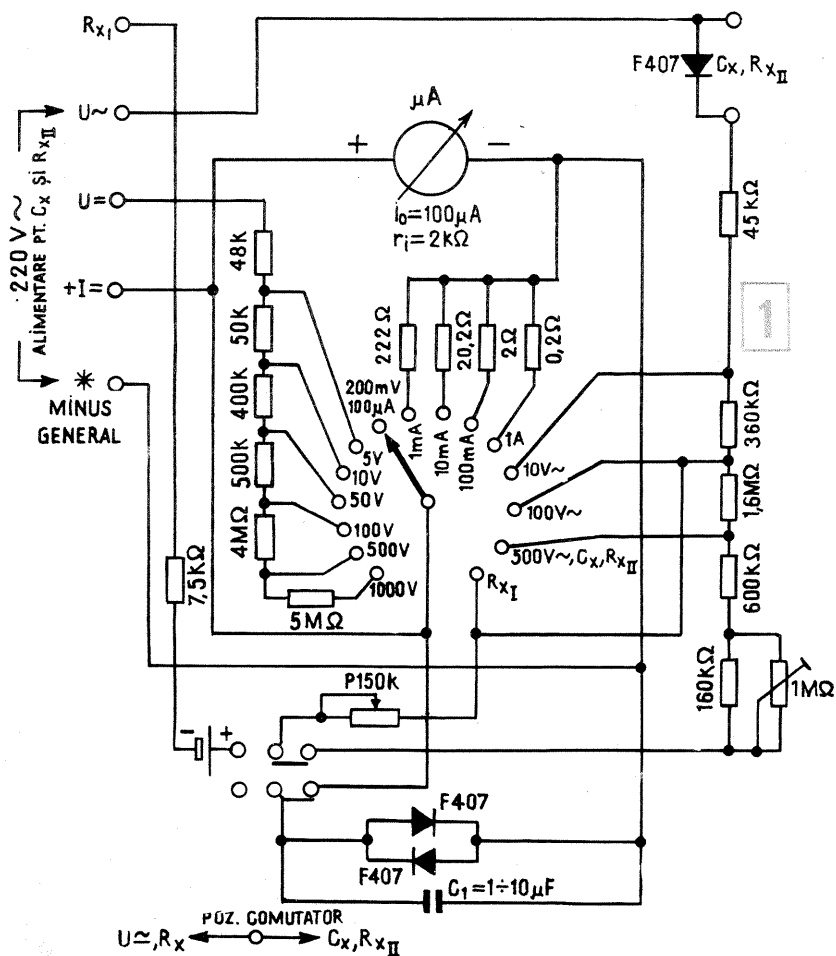 RxI
F407
Cx, RxII
µA
U~
+
−
220 V ~
ALIMENTARE PT. Cx ŞI RxII
U=
io=100µA
ri=2kΩ
45kΩ
48k
+I=
1
50K
222Ω
20,2Ω
2Ω
0,2Ω
*
MINUS
GENERAL
400k
200mV
100µA
1mA
10mA
100mA
1A
360kΩ
5V
10V
50V
100V
500V
1000V
10V~
100V~
500V~, Cx, RxII
RxI
500k
1,6MΩ
4MΩ
600kΩ
7,5kΩ
5MΩ
160KΩ
1MΩ
P150k
-
+
F407
F407
C1=1÷10µF
POZ. COMUTATOR
U≂, Rx
Cx, RxII